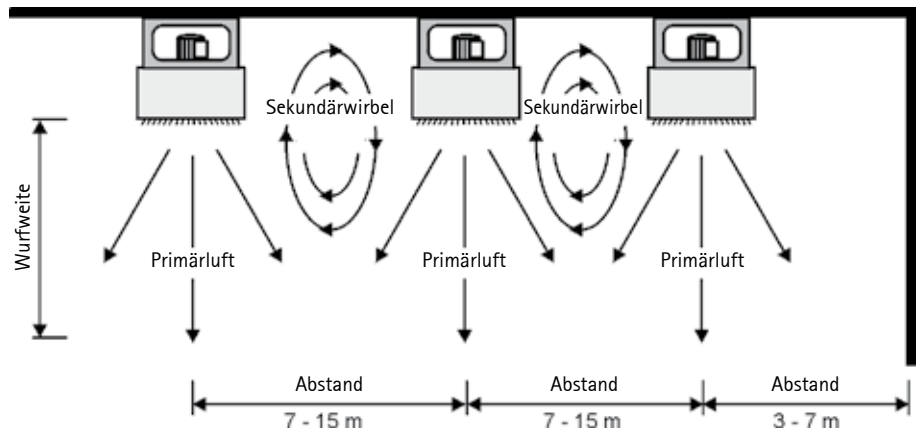 Sekundärwirbel
Sekundärwirbel
Wurfweite
Primärluft
Primärluft
Primärluft
Abstand
Abstand
Abstand
7 - 15 m
7 - 15 m
3 - 7 m